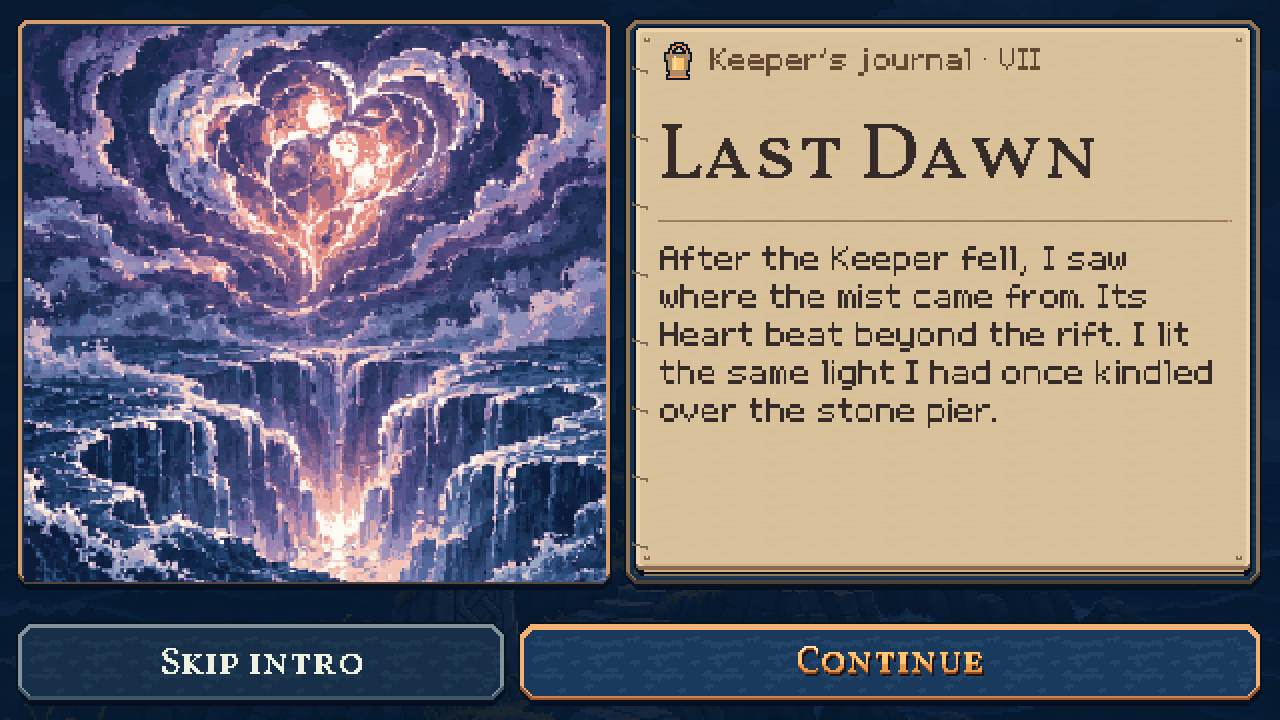 Keeper's journal · VII
Last Dawn
After the Keeper fell, I saw
where the mist came from. Its
Heart beat beyond the rift. I lit
the same light I had once kindled
over the stone pier.
Skip intro
Continue